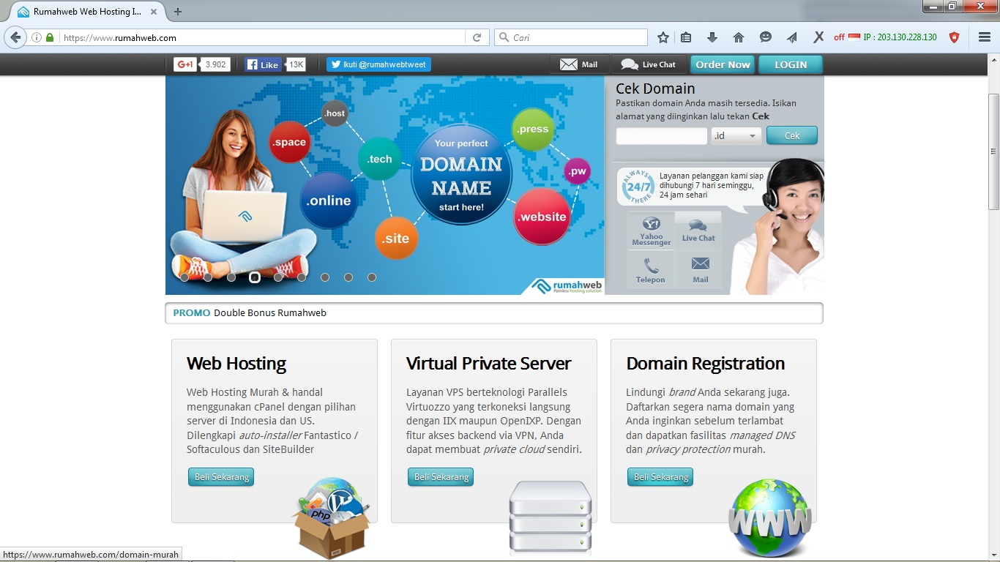 Rumahweb Web Hosting I...
https://www.rumahweb.com
Cari
off IP : 203.130.228.130
G+1 3.902
Like 13K
Ikuti @rumahwebtweet
Mail
Live Chat
Order Now
LOGIN
.host
.space
.tech
.online
.site
Your perfect
DOMAIN
NAME
start here!
.press
.pw
.website
rumahweb
Painless hosting solution
Cek Domain
Pastikan domain Anda masih tersedia. Isikan
alamat yang diinginkan lalu tekan Cek
.id
Cek
ALWAYS
24/7
THERE
Layanan pelanggan kami siap
dihubungi 7 hari seminggu,
24 jam sehari
Yahoo
Messenger
Live Chat
Telepon
Mail
PROMO Double Bonus Rumahweb
Web Hosting
Web Hosting Murah & handal
menggunakan cPanel dengan pilihan
server di Indonesia dan US.
Dilengkapi auto-installer Fantastico /
Softaculous dan SiteBuilder
Beli Sekarang
php
Virtual Private Server
Layanan VPS berteknologi Parallels
Virtuozzo yang terkoneksi langsung
dengan IIX maupun OpenIXP. Dengan
fitur akses backend via VPN, Anda
dapat membuat private cloud sendiri.
Beli Sekarang
Domain Registration
Lindungi brand Anda sekarang juga.
Daftarkan segera nama domain yang
Anda inginkan sebelum terlambat
dan dapatkan fasilitas managed DNS
dan privacy protection murah.
Beli Sekarang
WWW
https://www.rumahweb.com/domain-murah